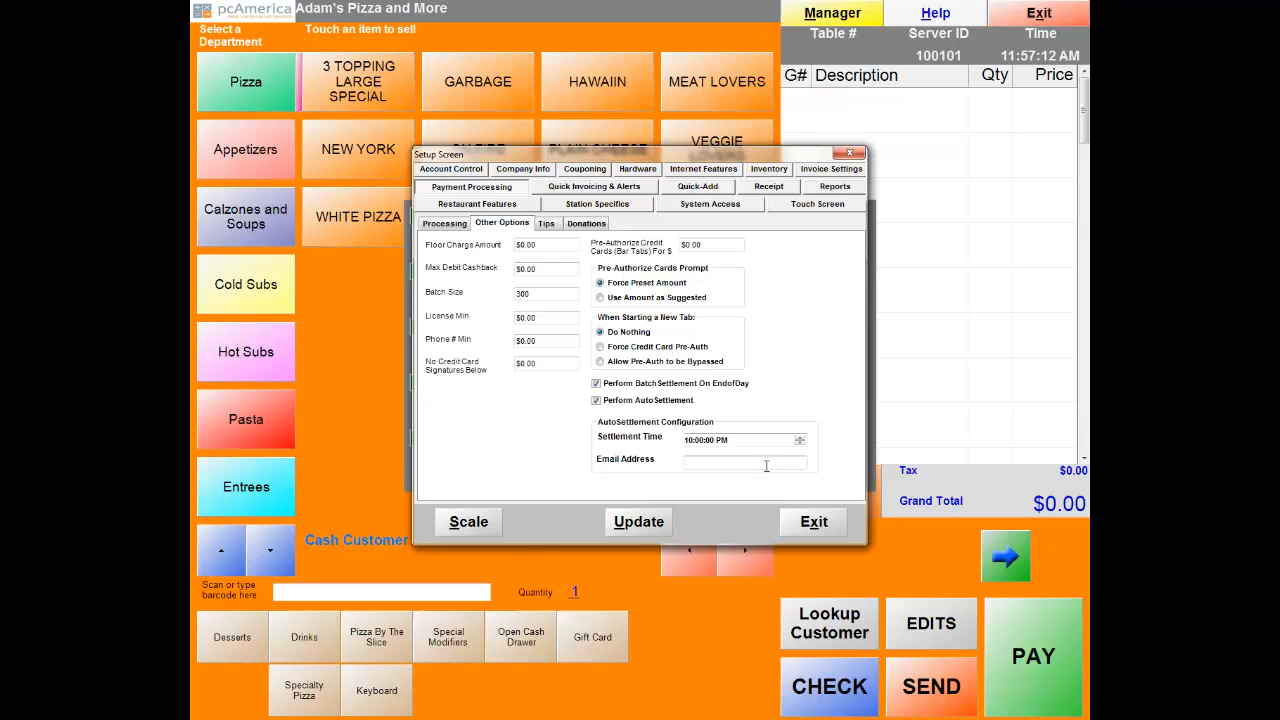 pcAmerica
Adam's Pizza and More
Manager
Help
Exit
Select a
Department
Touch an item to sell
Table #
Server ID
Time
100101
11:57:12 AM
Pizza
3 TOPPING
LARGE
SPECIAL
GARBAGE
HAWAIIN
MEAT LOVERS
G#
Description
Qty
Price
Appetizers
NEW YORK
PLAIN CHEESE
VEGGIE
LOVERS
Calzones and
Soups
WHITE PIZZA
Cold Subs
Hot Subs
Pasta
Entrees
Setup Screen
Account Control
Company Info
Couponing
Hardware
Internet Features
Inventory
Invoice Settings
Payment Processing
Quick Invoicing & Alerts
Quick-Add
Receipt
Reports
Restaurant Features
Station Specifics
System Access
Touch Screen
Processing
Other Options
Tips
Donations
Floor Charge Amount
$0.00
Max Debit Cashback
$0.00
Batch Size
300
License Min
$0.00
Phone # Min
$0.00
No Credit Card
Signatures Below
$0.00
Pre-Authorize Credit
Cards (Bar Tabs) For $
$0.00
Pre-Authorize Cards Prompt
Force Preset Amount
Use Amount as Suggested
When Starting a New Tab:
Do Nothing
Force Credit Card Pre-Auth
Allow Pre-Auth to be Bypassed
Perform BatchSettlement On EndofDay
Perform AutoSettlement
AutoSettlement Configuration
Settlement Time
10:00:00 PM
Email Address
Scale
Update
Exit
Tax
$0.00
Grand Total
$0.00
Cash Customer
Scan or type
barcode here
Quantity
1
Desserts
Drinks
Pizza By The
Slice
Special
Modifiers
Open Cash
Drawer
Gift Card
Specialty
Pizza
Keyboard
Lookup
Customer
EDITS
PAY
CHECK
SEND